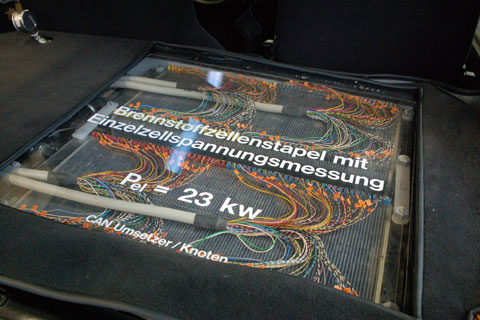 Brennstoffzellenstapel mit
Einzelzellspannungsmessung
Pel = 23 kw
CAN Umsetzer / Knoten